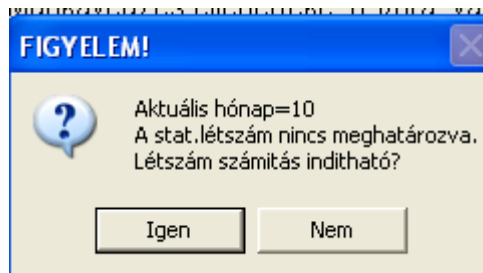 FIGYELEM!
Aktuális hónap=10
A stat.létszám nincs meghatározva.
Létszám számitás inditható?
Igen
Nem